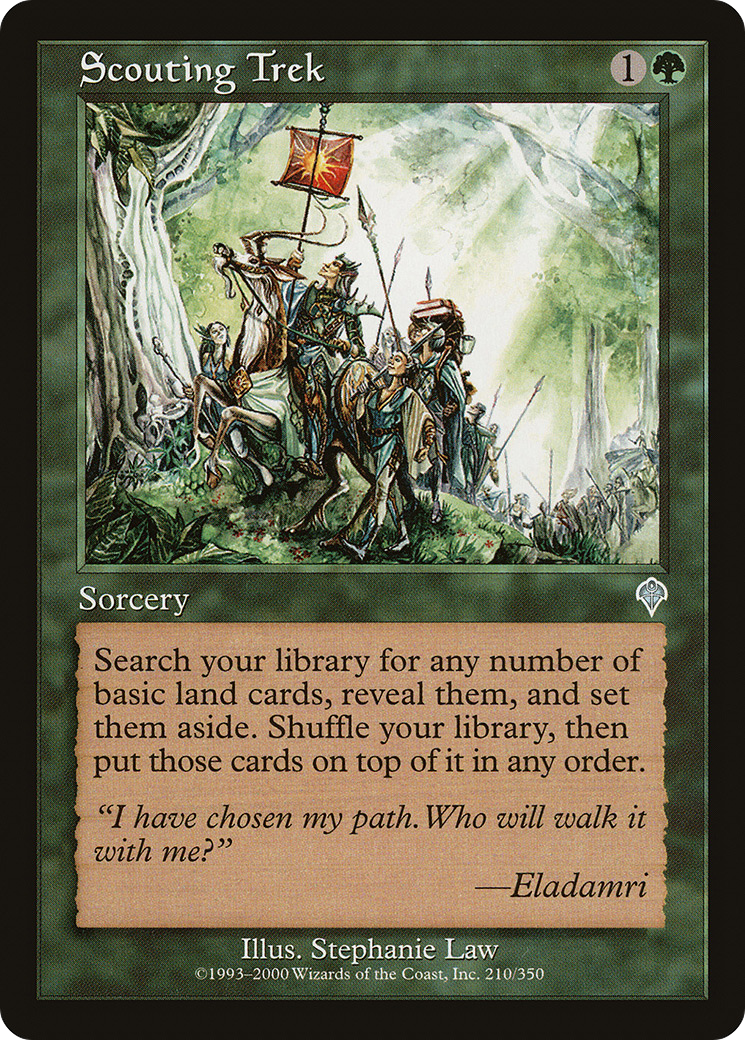 Scouting Trek
1
Sorcery
Search your library for any number of
basic land cards, reveal them, and set
them aside. Shuffle your library, then
put those cards on top of it in any order.
“I have chosen my path. Who will walk it
with me?”
—Eladamri
Illus. Stephanie Law
©1993–2000 Wizards of the Coast, Inc. 210/350